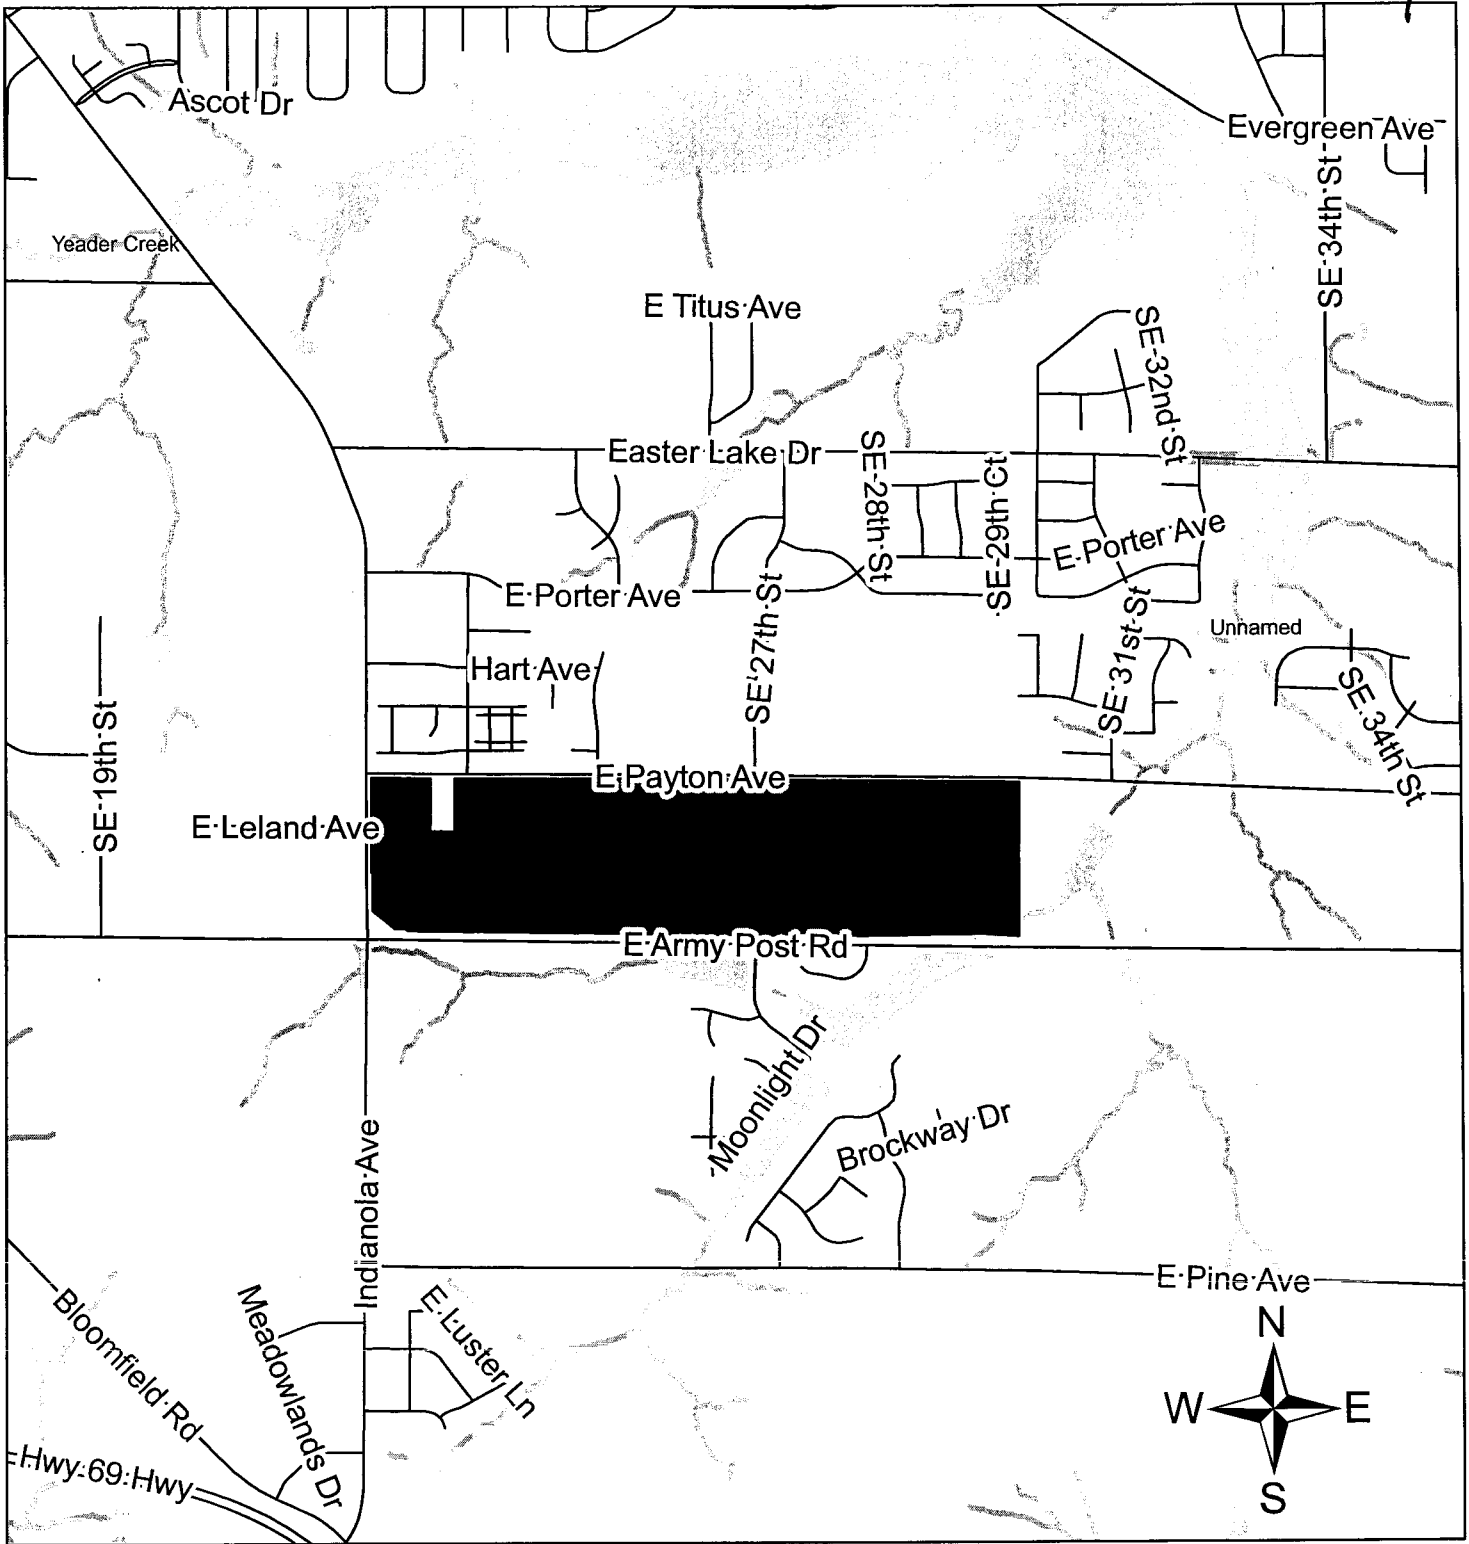 Ascot Dr
Evergreen Ave
SE 34th St
Yeader Creek
E Titus Ave
SE 32nd St
Easter Lake Dr
SE 28th St
SE 29th Ct
E Porter Ave
E Porter Ave
SE 27th St
SE 31st St
Unnamed
Hart Ave
SE 34th St
SE 19th St
E Payton Ave
E Leland Ave
E Army Post Rd
Moonlight Dr
Brockway Dr
Indianola Ave
E Pine Ave
E Luster Ln
Meadowlands Dr
Bloomfield Rd
Hwy 69 Hwy
N
W E
S